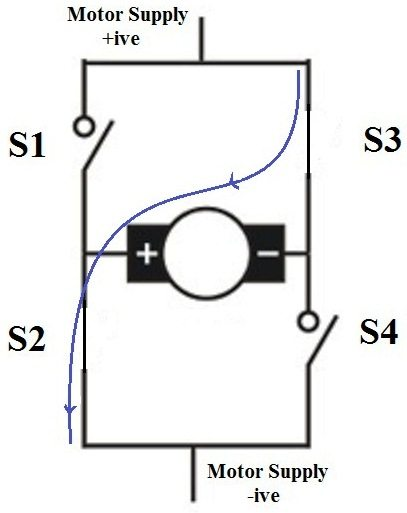 Motor Supply
+ive
S1
S3
+
−
S2
S4
Motor Supply
-ive